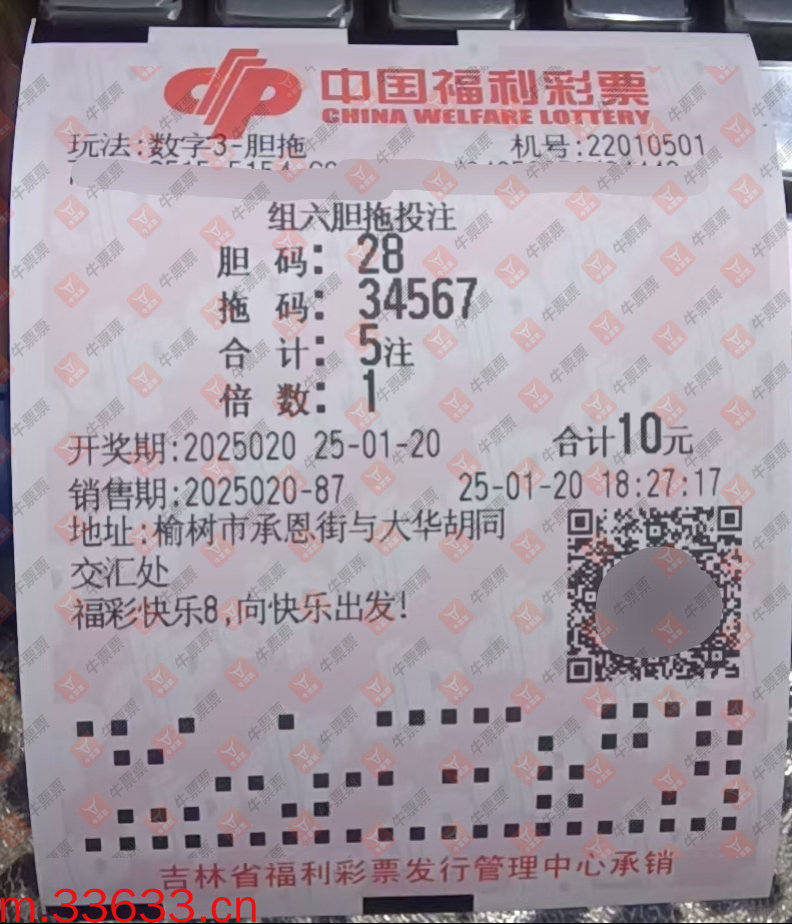 中国福利彩票
CHINA WELFARE LOTTERY
玩法:数字3-胆拖 机号:22010501
组六胆拖投注
胆 码: 28
拖 码: 34567
合 计: 5注
倍 数: 1
开奖期:2025020 25-01-20 合计10元
销售期:2025020-87 25-01-20 18:27:17
地址:榆树市承恩街与大华胡同
交汇处
福彩快乐8,向快乐出发!
吉林省福利彩票发行管理中心承销
m.33633.cn
牛票票